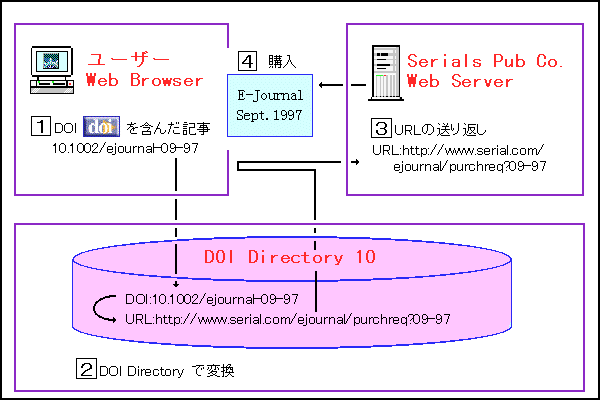 ユーザー
Web Browser
1 DOI doi を含んだ記事
10.1002/ejournal-09-97
4 購入
E-Journal
Sept.1997
Serials Pub Co.
Web Server
3 URLの送り返し
URL:http://www.serial.com/
ejournal/purchreq?09-97
DOI Directory 10
DOI:10.1002/ejournal-09-97
URL:http://www.serial.com/ejournal/purchreq?09-97
2 DOI Directory で変換